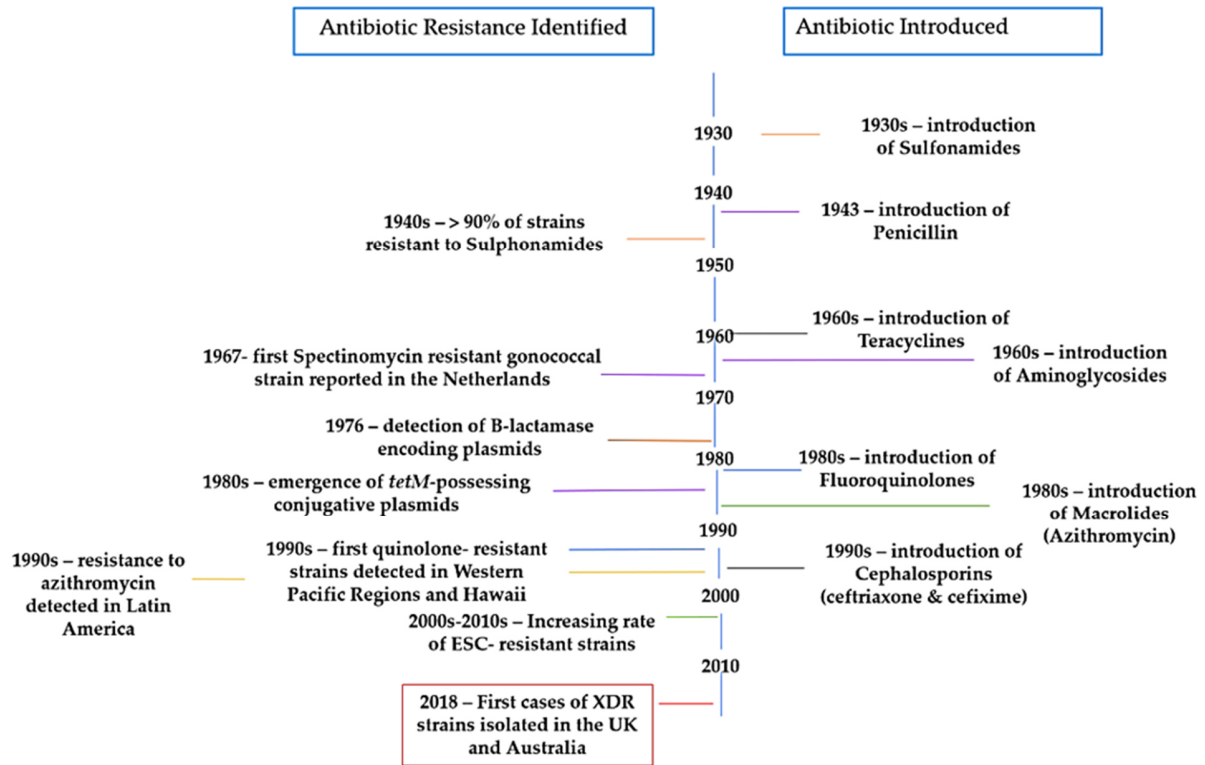 Antibiotic Resistance Identified
Antibiotic Introduced
1930
1930s – introduction
of Sulfonamides
1940
1943 – introduction of
Penicillin
1940s – > 90% of strains
resistant to Sulphonamides
1950
1960s – introduction of
Teracyclines
1960
1960s – introduction
of Aminoglycosides
1967- first Spectinomycin resistant gonococcal
strain reported in the Netherlands
1970
1976 – detection of B-lactamase
encoding plasmids
1980
1980s – introduction of
Fluoroquinolones
1980s – emergence of tetM-possessing
conjugative plasmids
1980s – introduction
of Macrolides
(Azithromycin)
1990
1990s – resistance to
azithromycin
detected in Latin
America
1990s – first quinolone- resistant
strains detected in Western
Pacific Regions and Hawaii
1990s – introduction of
Cephalosporins
(ceftriaxone & cefixime)
2000
2000s-2010s – Increasing rate
of ESC- resistant strains
2010
2018 – First cases of XDR
strains isolated in the UK
and Australia